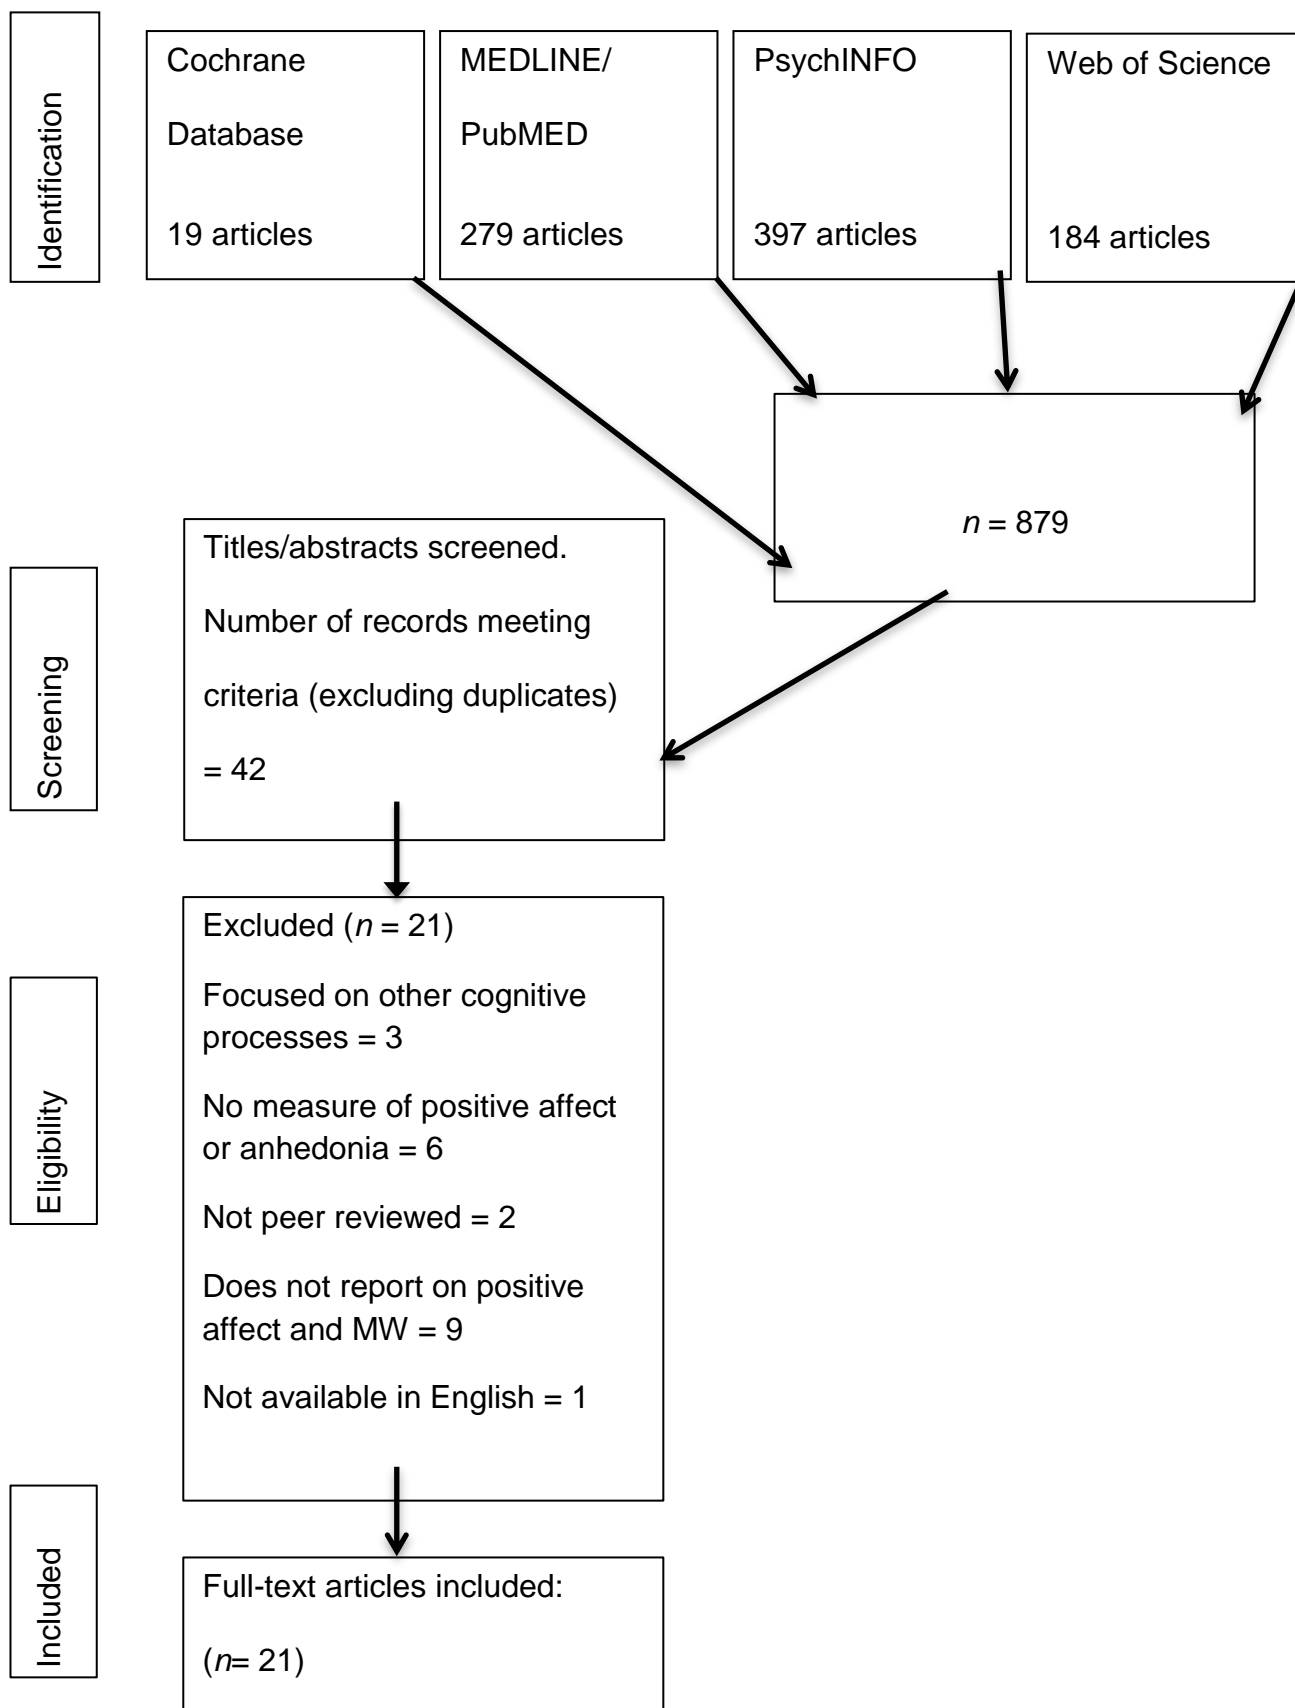 Identification
Cochrane
Database
19 articles
MEDLINE/
PubMED
279 articles
PsychINFO
397 articles
Web of Science
184 articles
n = 879
Screening
Titles/abstracts screened.
Number of records meeting
criteria (excluding duplicates)
= 42
Eligibility
Excluded (n = 21)
Focused on other cognitive
processes = 3
No measure of positive affect
or anhedonia = 6
Not peer reviewed = 2
Does not report on positive
affect and MW = 9
Not available in English = 1
Included
Full-text articles included:
(n= 21)